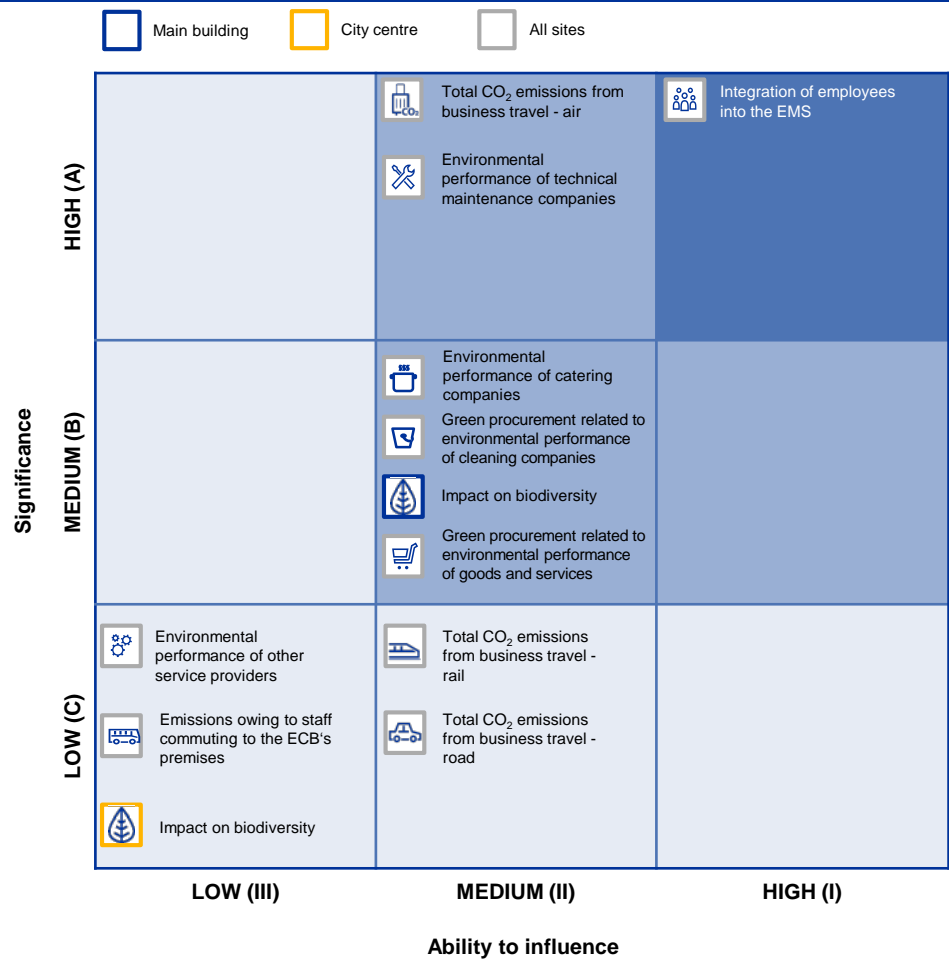 Main building
City centre
All sites
Total CO₂ emissions from
business travel - air
Integration of employees
into the EMS
CO₂
Environmental
performance of technical
maintenance companies
HIGH (A)
Environmental
performance of catering
companies
Green procurement related to
environmental performance
of cleaning companies
Impact on biodiversity
Green procurement related to
environmental performance
of goods and services
Significance
MEDIUM (B)
Environmental
performance of other
service providers
Total CO₂ emissions
from business travel -
rail
Emissions owing to staff
commuting to the ECB‘s
premises
Total CO₂ emissions
from business travel -
road
Impact on biodiversity
LOW (C)
LOW (III)
MEDIUM (II)
HIGH (I)
Ability to influence